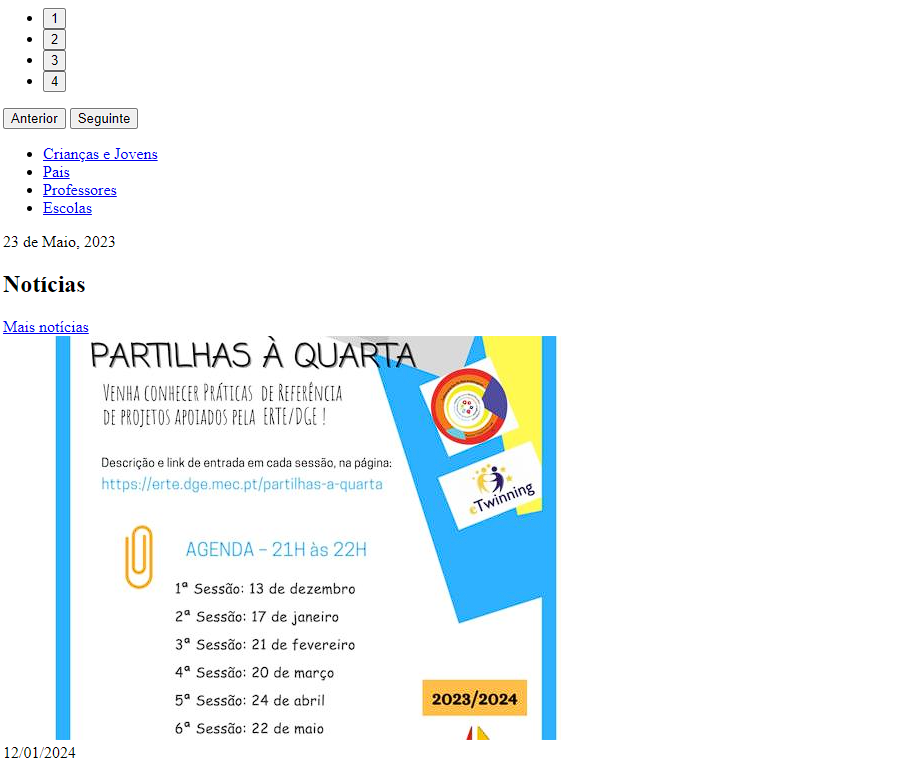 1
2
3
4
Anterior Seguinte
Crianças e Jovens
Pais
Professores
Escolas
23 de Maio, 2023
Notícias
Mais notícias
PARTILHAS À QUARTA
VENHA CONHECER PRÁTICAS DE REFERÊNCIA
DE PROJETOS APOIADOS PELA ERTE/DGE !
Descrição e link de entrada em cada sessão, na página:
https://erte.dge.mec.pt/partilhas-a-quarta
eTwinning
AGENDA – 21H às 22H
1ª Sessão: 13 de dezembro
2ª Sessão: 17 de janeiro
3ª Sessão: 21 de fevereiro
4ª Sessão: 20 de março
5ª Sessão: 24 de abril
6ª Sessão: 22 de maio
2023/2024
12/01/2024